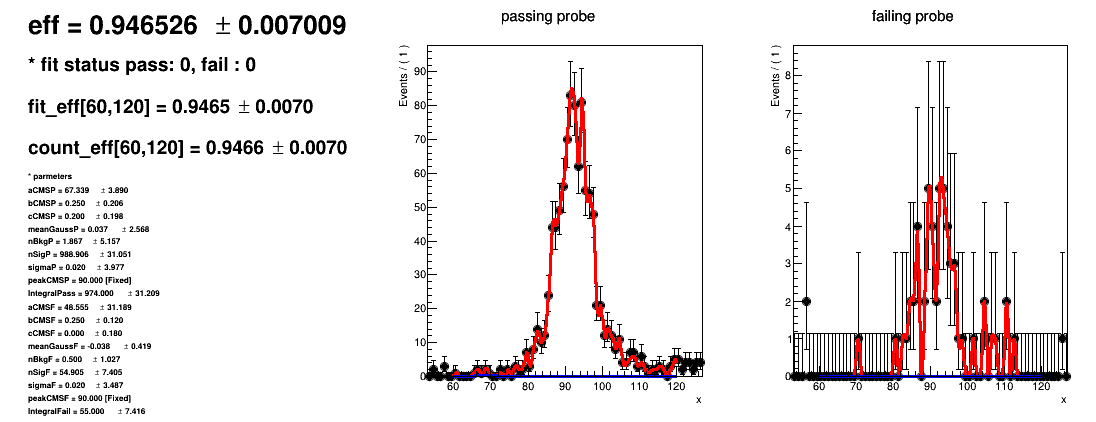 eff = 0.946526 ± 0.007009
* fit status pass: 0, fail : 0
fit_eff[60,120] = 0.9465 ± 0.0070
count_eff[60,120] = 0.9466 ± 0.0070
* parmeters
aCMSP = 67.339 ± 3.890
bCMSP = 0.250 ± 0.206
cCMSP = 0.200 ± 0.198
meanGaussP = 0.037 ± 2.568
nBkgP = 1.867 ± 5.157
nSigP = 988.906 ± 31.051
sigmaP = 0.020 ± 3.977
peakCMSP = 90.000 [Fixed]
IntegralPass = 974.000 ± 31.209
aCMSF = 48.555 ± 31.189
bCMSF = 0.250 ± 0.120
cCMSF = 0.000 ± 0.180
meanGaussF = -0.038 ± 0.419
nBkgF = 0.500 ± 1.027
nSigF = 54.905 ± 7.405
sigmaF = 0.020 ± 3.487
peakCMSF = 90.000 [Fixed]
IntegralFail = 55.000 ± 7.416
passing probe
Events / ( 1 )
90
80
70
60
50
40
30
20
10
0
60 70 80 90 100 110 120
x
failing probe
Events / ( 1 )
8
7
6
5
4
3
2
1
0
60 70 80 90 100 110 120
x